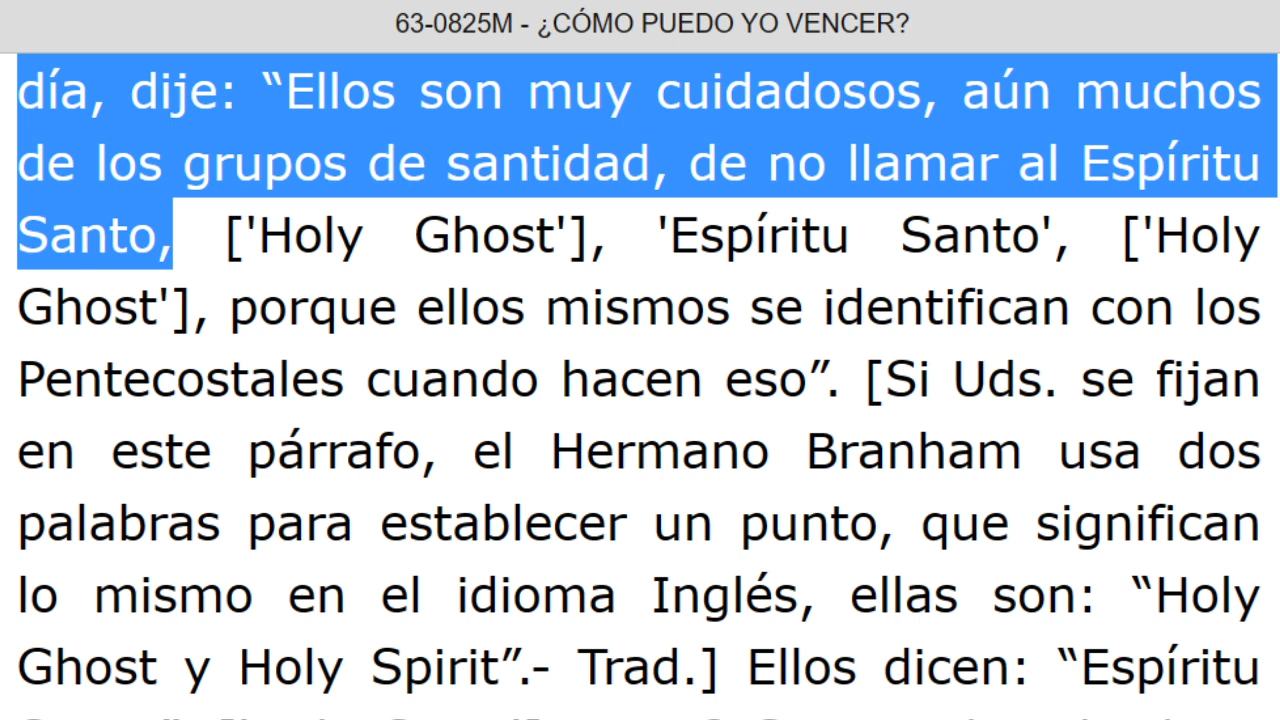 63-0825M - ¿CÓMO PUEDO YO VENCER?
día, dije: “Ellos son muy cuidadosos, aún muchos
de los grupos de santidad, de no llamar al Espíritu
Santo, ['Holy Ghost'], 'Espíritu Santo', ['Holy
Ghost'], porque ellos mismos se identifican con los
Pentecostales cuando hacen eso”. [Si Uds. se fijan
en este párrafo, el Hermano Branham usa dos
palabras para establecer un punto, que significan
lo mismo en el idioma Inglés, ellas son: “Holy
Ghost y Holy Spirit”.- Trad.] Ellos dicen: “Espíritu